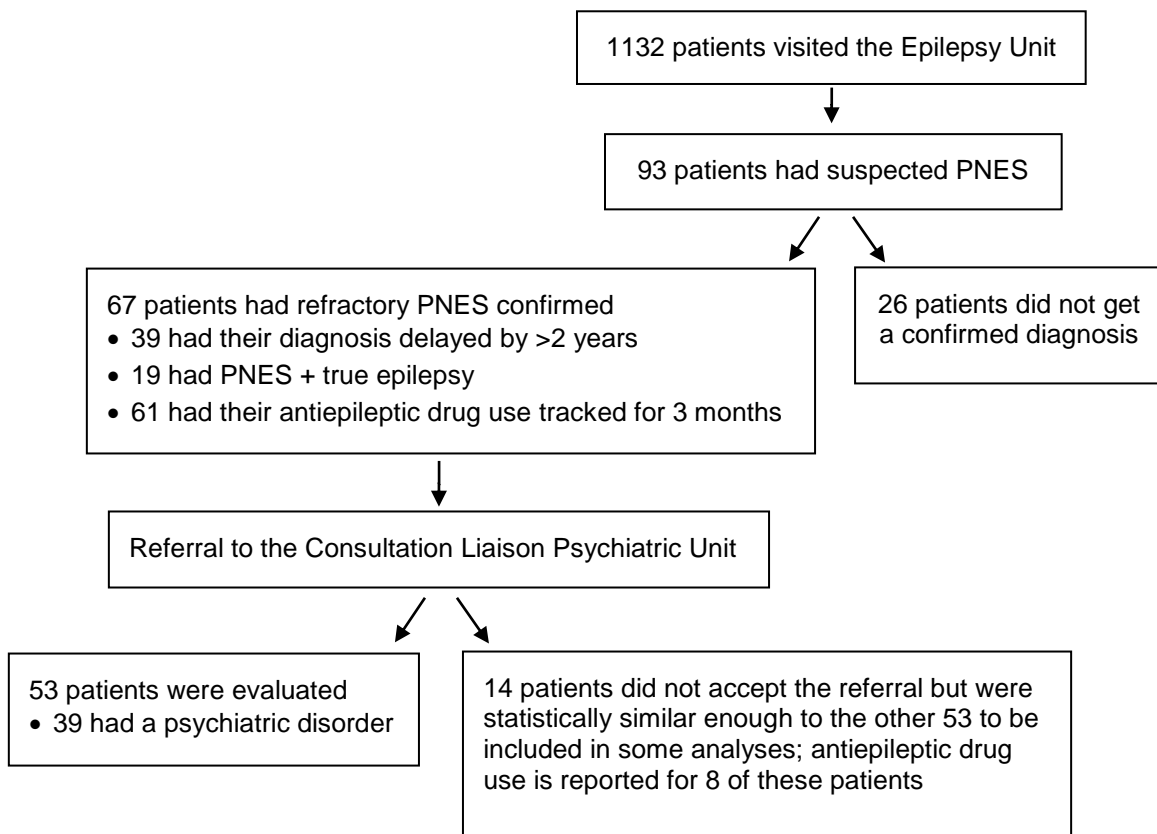 1132 patients visited the Epilepsy Unit
93 patients had suspected PNES
67 patients had refractory PNES confirmed
• 39 had their diagnosis delayed by >2 years
• 19 had PNES + true epilepsy
• 61 had their antiepileptic drug use tracked for 3 months
26 patients did not get
a confirmed diagnosis
Referral to the Consultation Liaison Psychiatric Unit
53 patients were evaluated
• 39 had a psychiatric disorder
14 patients did not accept the referral but were
statistically similar enough to the other 53 to be
included in some analyses; antiepileptic drug
use is reported for 8 of these patients